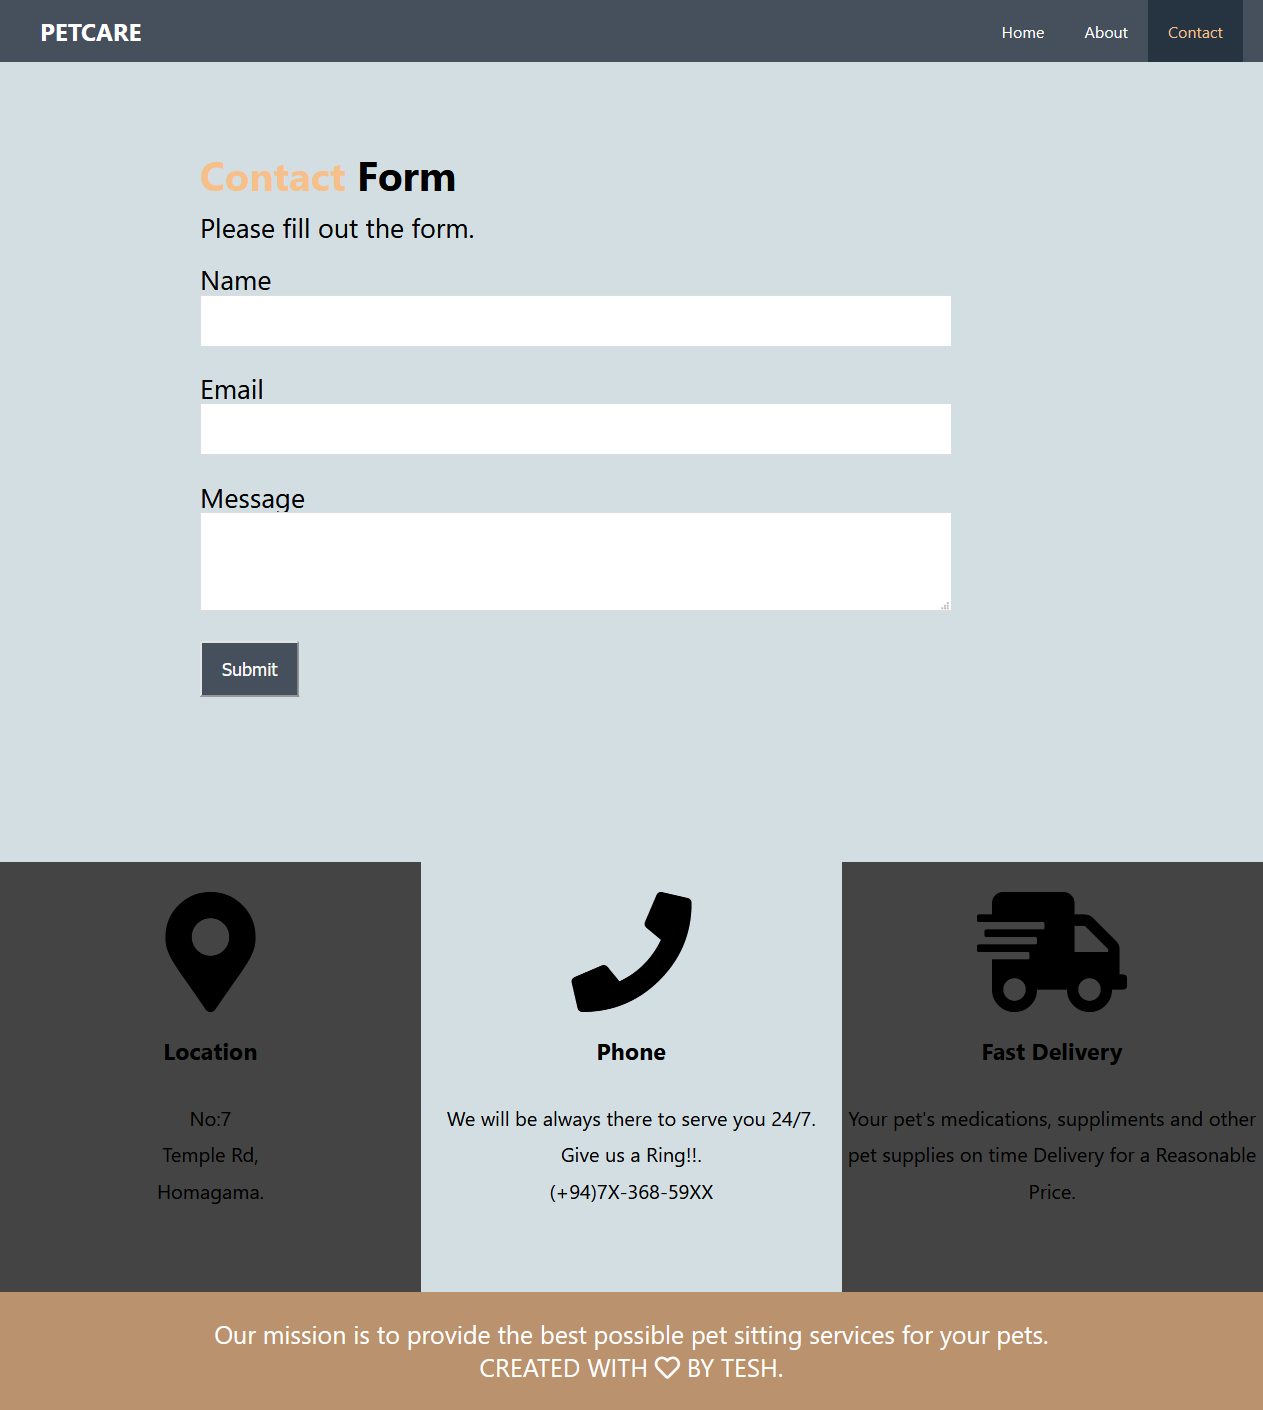 PETCARE
Home About Contact
Contact Form
Please fill out the form.
Name
Email
Message
Submit
Location
No:7
Temple Rd,
Homagama.
Phone
We will be always there to serve you 24/7.
Give us a Ring!!.
(+94)7X-368-59XX
Fast Delivery
Your pet's medications, suppliments and other
pet supplies on time Delivery for a Reasonable
Price.
Our mission is to provide the best possible pet sitting services for your pets.
CREATED WITH ♡ BY TESH.